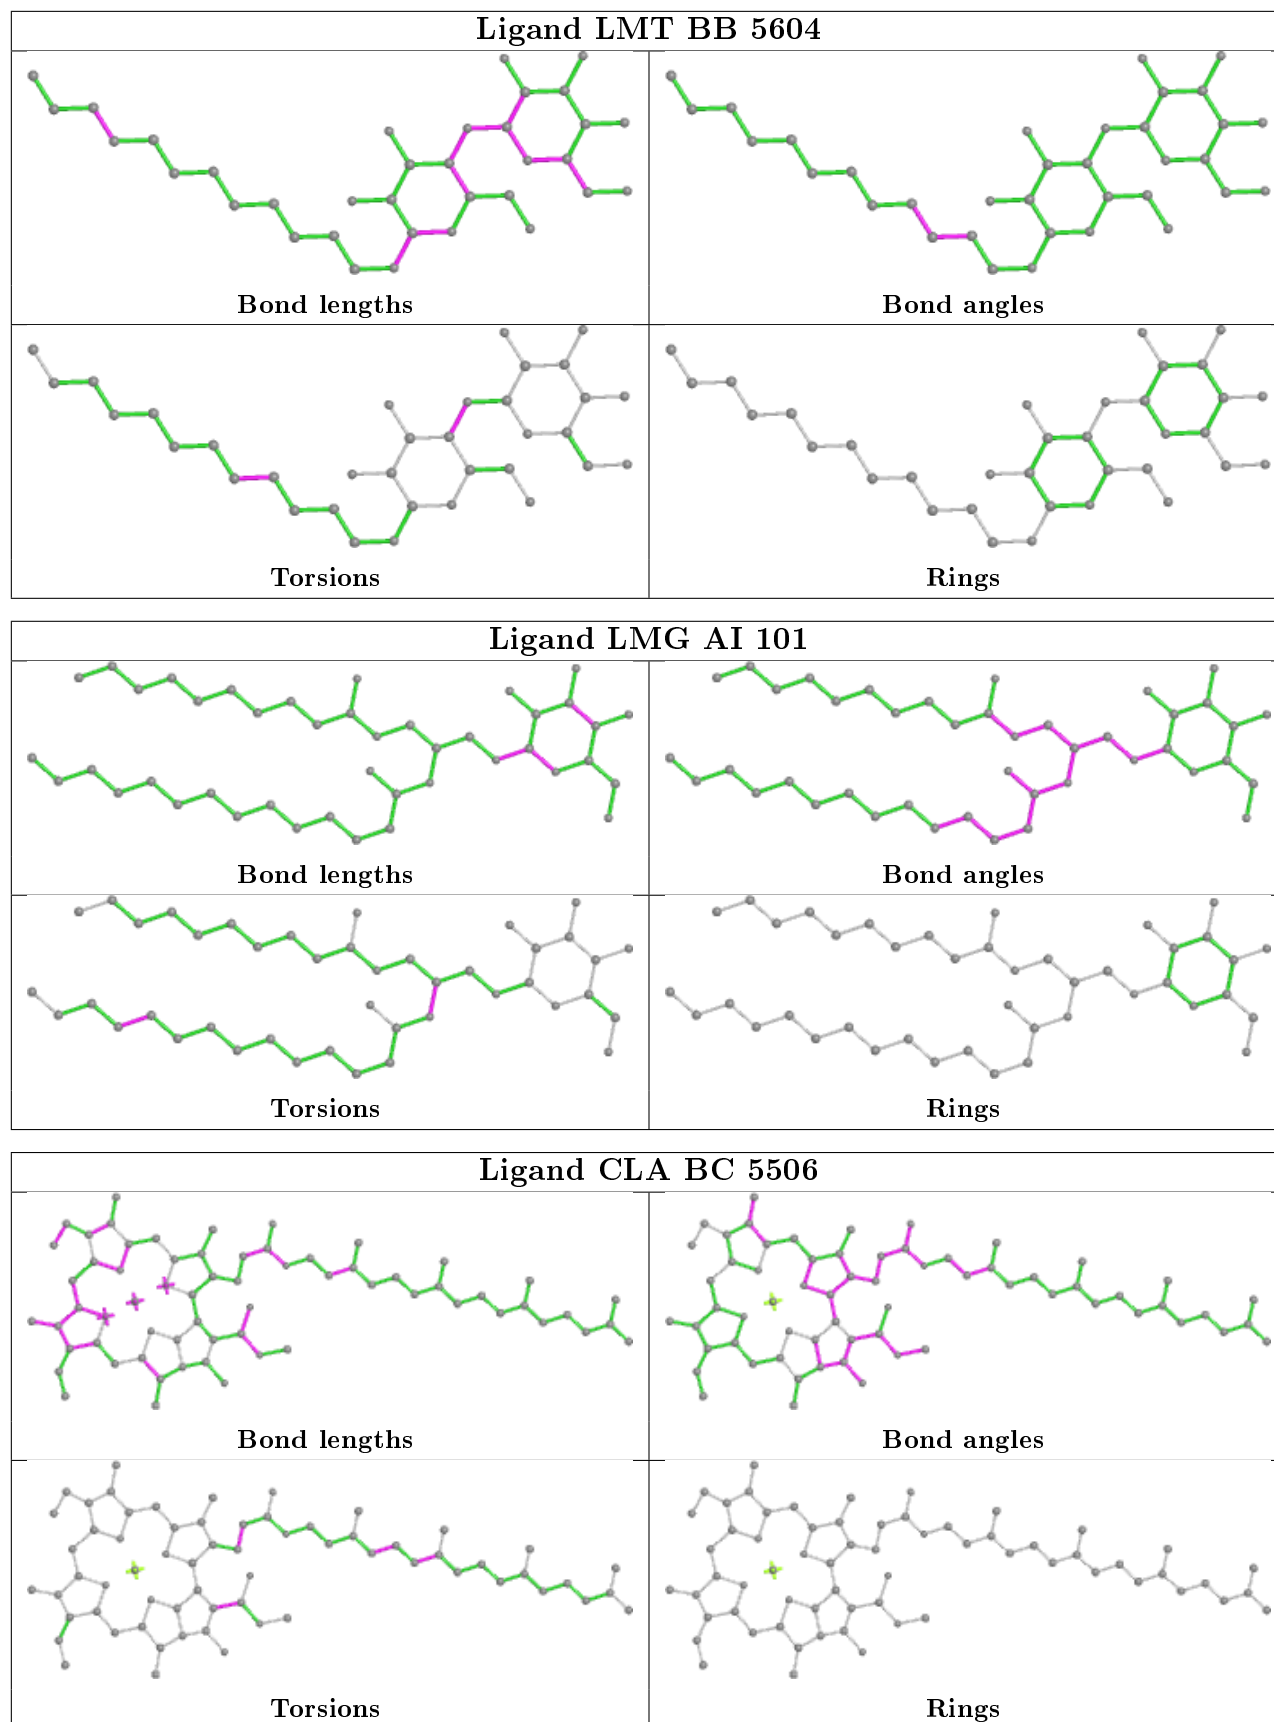 Ligand LMT BB 5604
Bond lengths
Bond angles
Torsions
Rings
Ligand LMG AI 101
Bond lengths
Bond angles
Torsions
Rings
Ligand CLA BC 5506
Bond lengths
Bond angles
Torsions
Rings